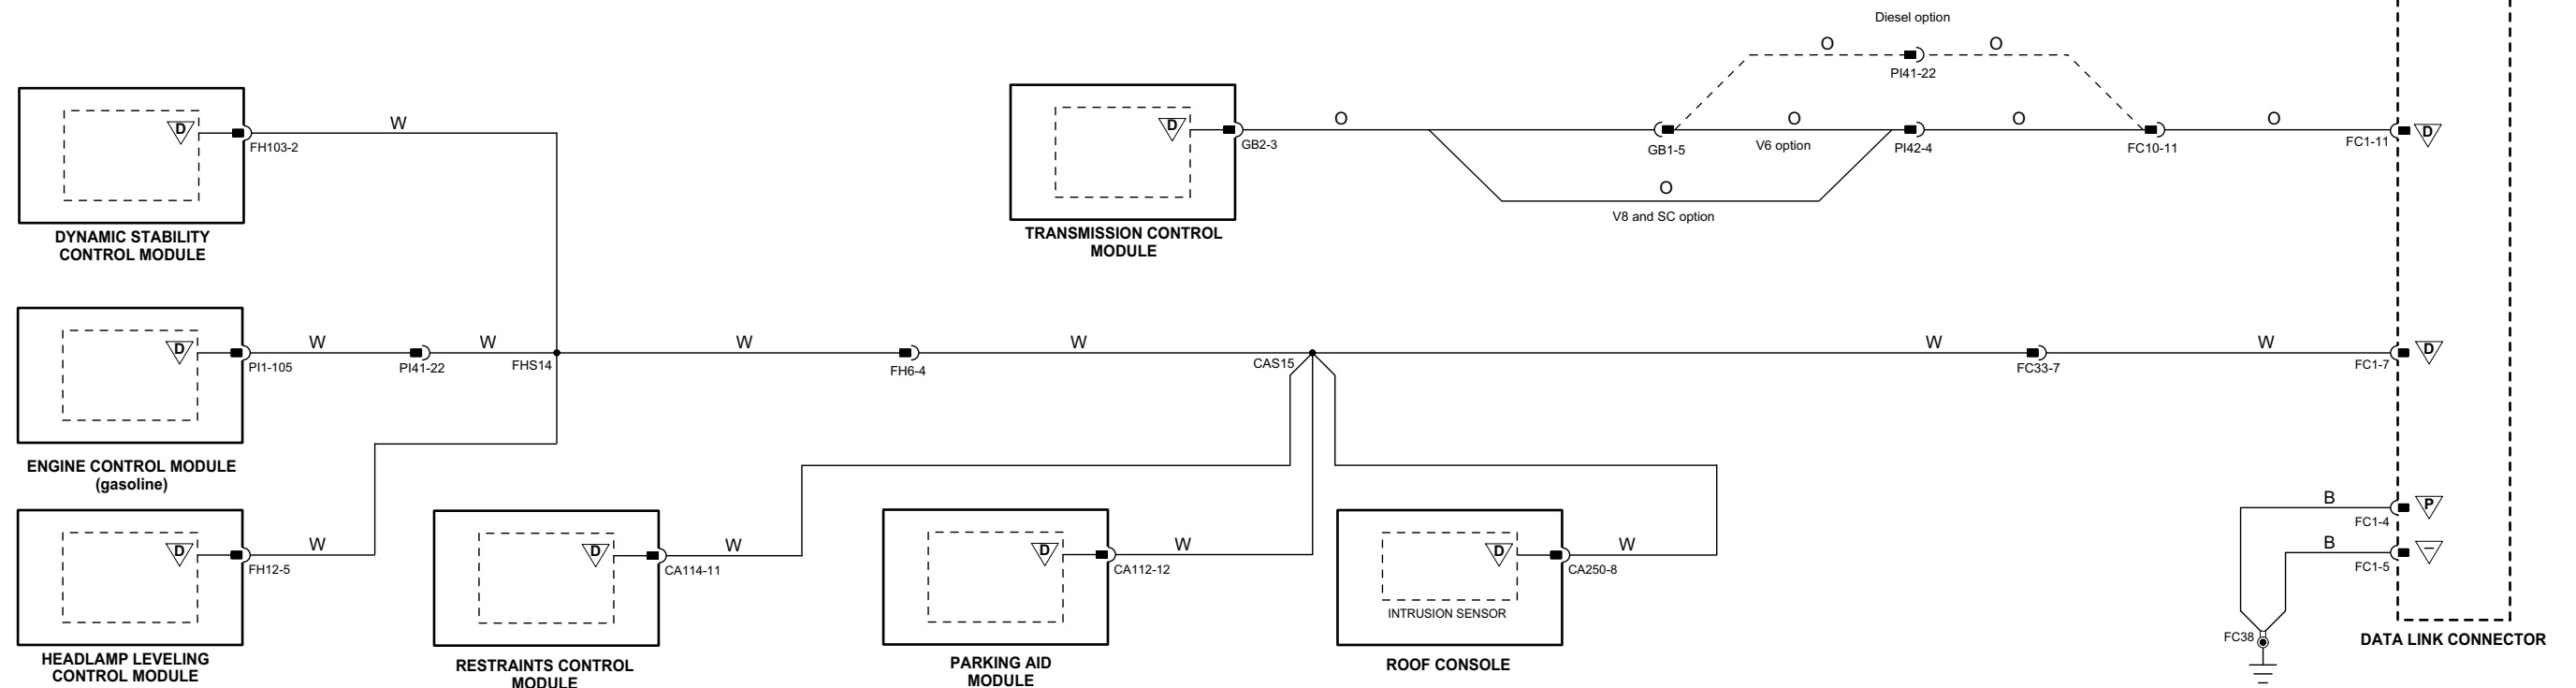 Diesel option
O
O
PI41-22
D
W
FH103-2
DYNAMIC STABILITY
CONTROL MODULE
D
O
GB2-3
TRANSMISSION CONTROL
MODULE
GB1-5
O
V6 option
PI42-4
O
FC10-11
O
FC1-11
D
O
V8 and SC option
D
W
PI1-105
PI41-22
W
FHS14
W
FH6-4
W
CAS15
W
FC33-7
W
FC1-7
D
ENGINE CONTROL MODULE
(gasoline)
D
W
FH12-5
HEADLAMP LEVELING
CONTROL MODULE
D
W
CA114-11
RESTRAINTS CONTROL
MODULE
D
W
CA112-12
PARKING AID
MODULE
D
W
CA250-8
INTRUSION SENSOR
ROOF CONSOLE
B
FC1-4
P
B
FC1-5
–
FC38
DATA LINK CONNECTOR